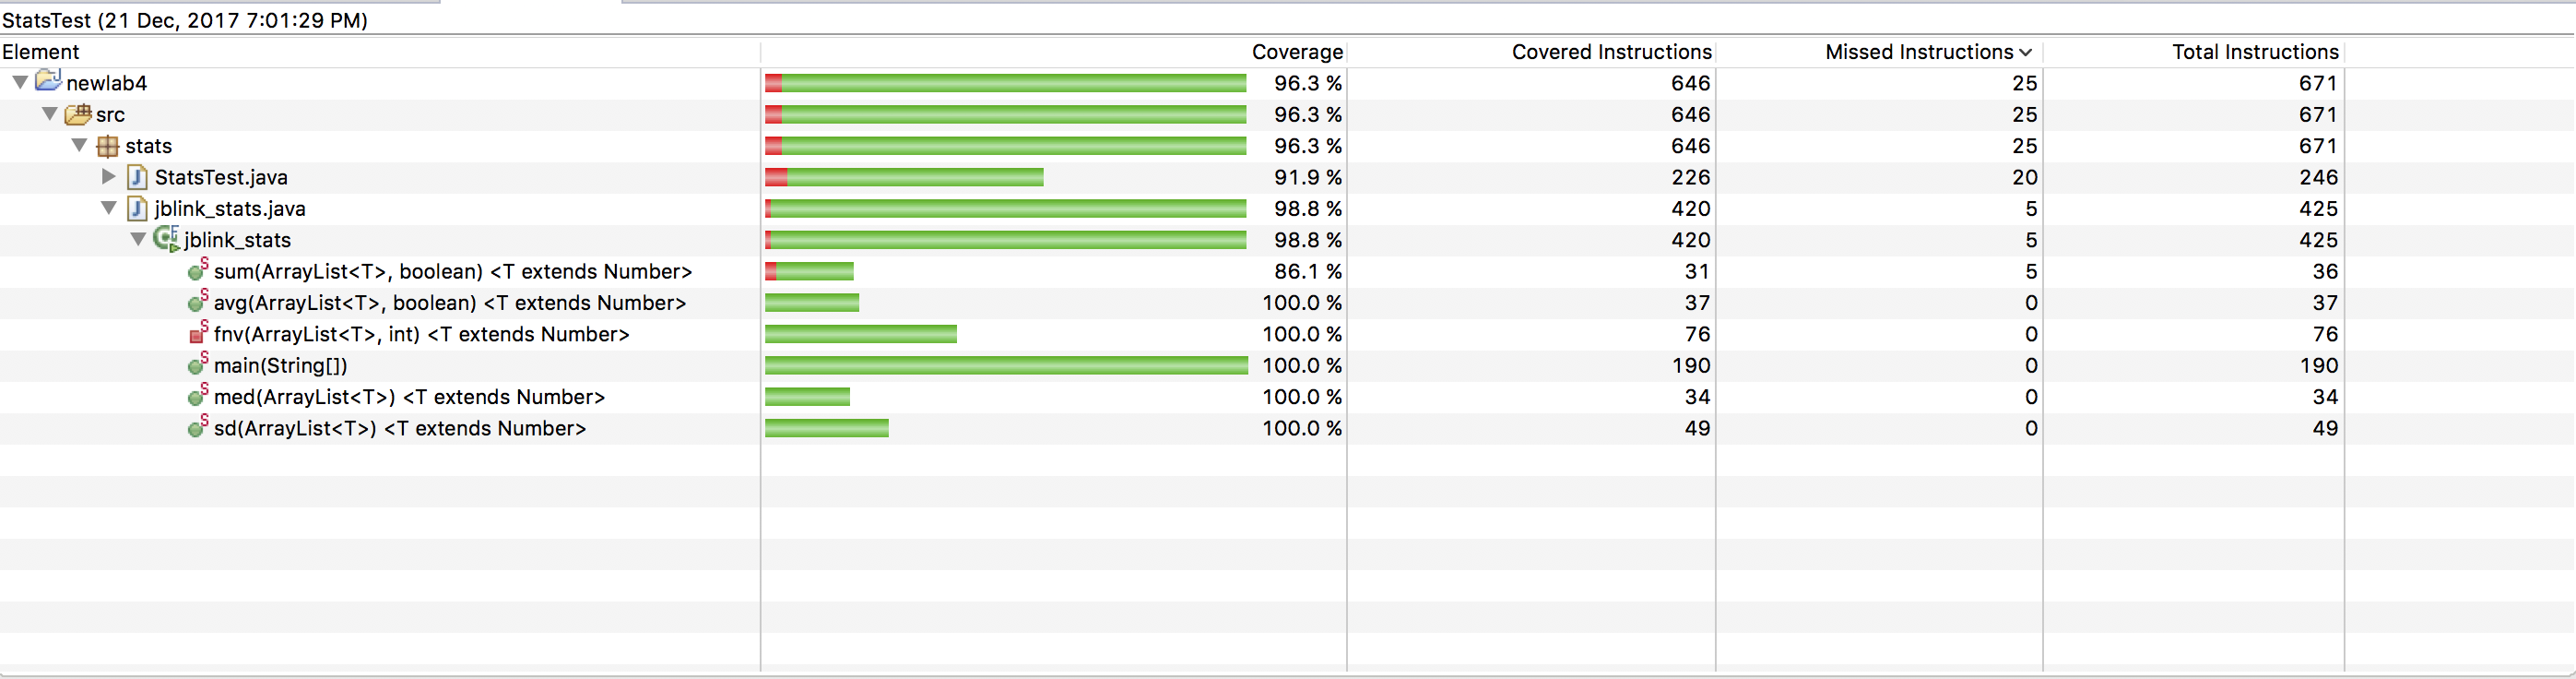 StatsTest (21 Dec, 2017 7:01:29 PM)
Element Coverage Covered Instructions Missed Instructions Total Instructions
newlab4 96.3 % 646 25 671
src 96.3 % 646 25 671
stats 96.3 % 646 25 671
StatsTest.java 91.9 % 226 20 246
jblink_stats.java 98.8 % 420 5 425
jblink_stats 98.8 % 420 5 425
sum(ArrayList<T>, boolean) <T extends Number> 86.1 % 31 5 36
avg(ArrayList<T>, boolean) <T extends Number> 100.0 % 37 0 37
fnv(ArrayList<T>, int) <T extends Number> 100.0 % 76 0 76
main(String[]) 100.0 % 190 0 190
med(ArrayList<T>) <T extends Number> 100.0 % 34 0 34
sd(ArrayList<T>) <T extends Number> 100.0 % 49 0 49